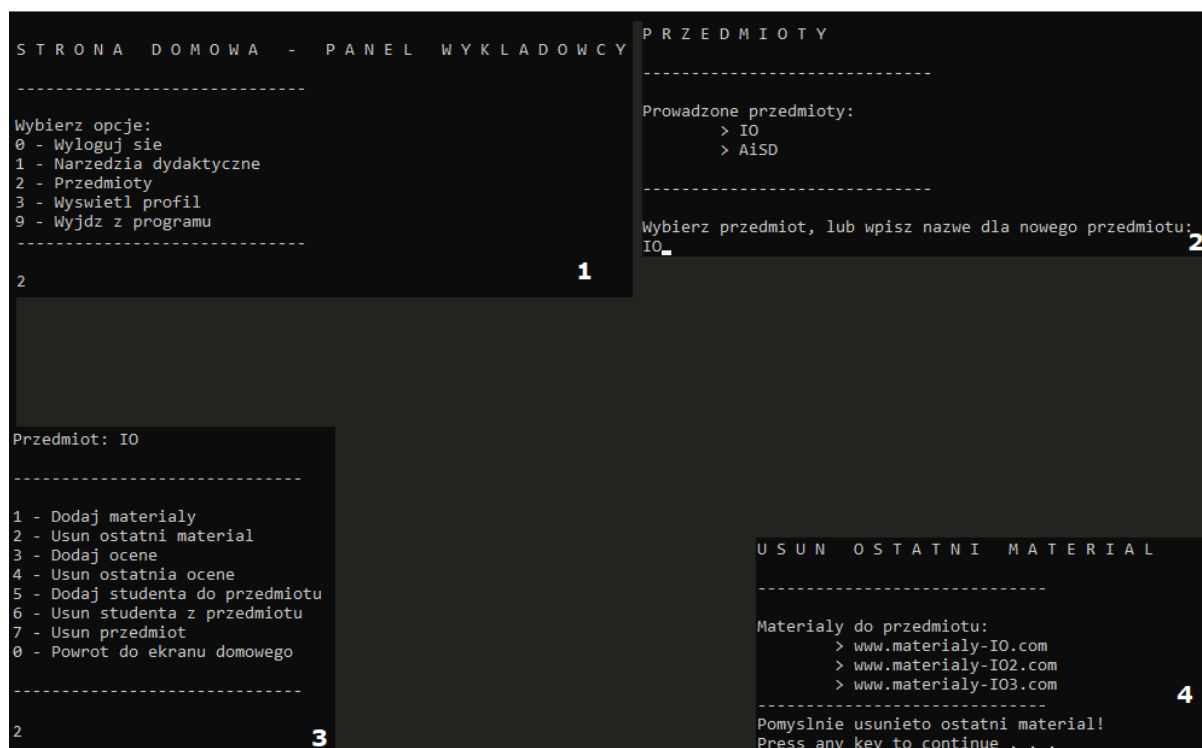 S T R O N A   D O M O W A   -   P A N E L   W Y K L A D O W C Y
------------------------------
Wybierz opcje:
0 - Wyloguj sie
1 - Narzedzia dydaktyczne
2 - Przedmioty
3 - Wyswietl profil
9 - Wyjdz z programu
------------------------------
2
1
P R Z E D M I O T Y
------------------------------
Prowadzone przedmioty:
> IO
> AiSD
------------------------------
Wybierz przedmiot, lub wpisz nazwe dla nowego przedmiotu:
IO
2
Przedmiot: IO
------------------------------
1 - Dodaj materialy
2 - Usun ostatni material
3 - Dodaj ocene
4 - Usun ostatnia ocene
5 - Dodaj studenta do przedmiotu
6 - Usun studenta z przedmiotu
7 - Usun przedmiot
0 - Powrot do ekranu domowego
------------------------------
2
3
U S U N   O S T A T N I   M A T E R I A L
------------------------------
Materialy do przedmiotu:
> www.materialy-IO.com
> www.materialy-IO2.com
> www.materialy-IO3.com
------------------------------
4
Pomyslnie usunieto ostatni material!
Press any key to continue . . .